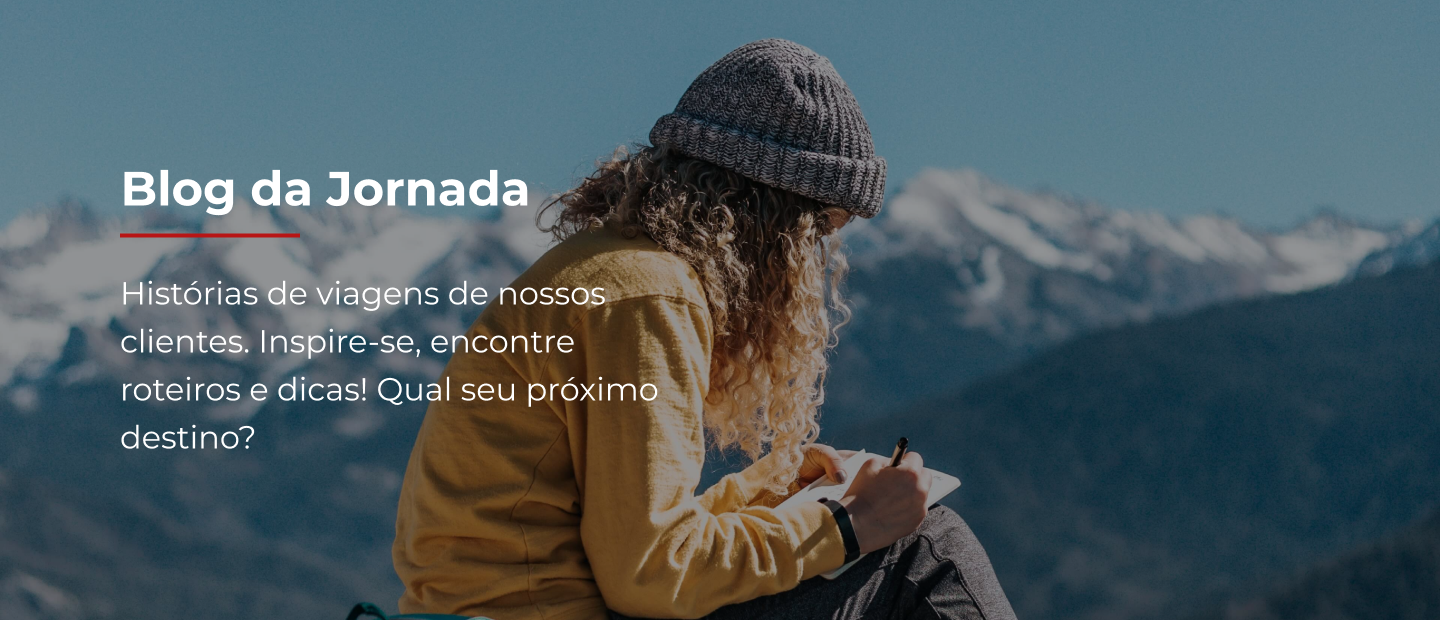 Blog da Jornada
Histórias de viagens de nossos
clientes. Inspire-se, encontre
roteiros e dicas! Qual seu próximo
destino?